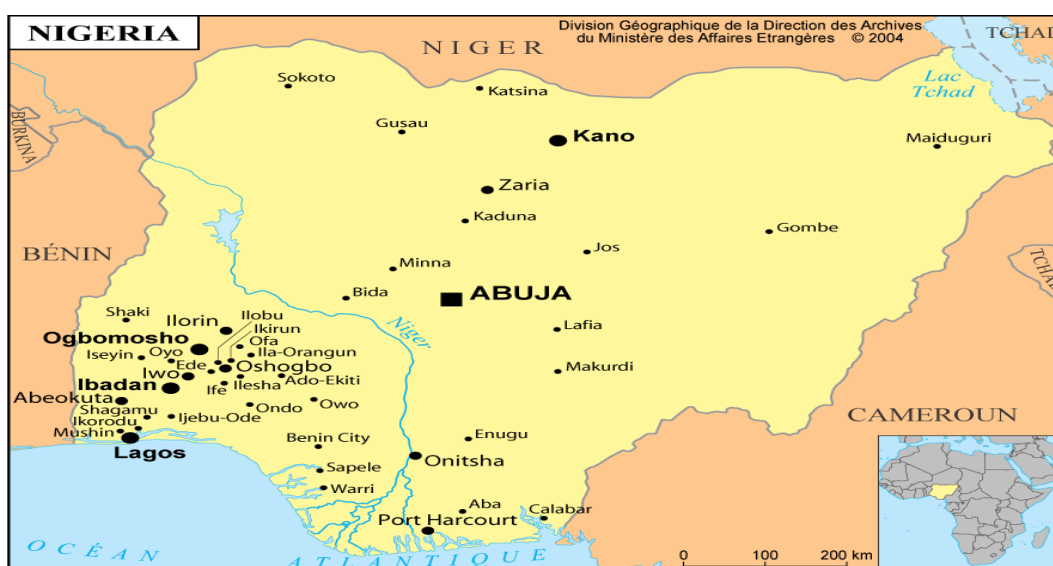 NIGERIA
Division Géographique de la Direction des Archives
du Ministère des Affaires Etrangères © 2004
NIGER
TCHAD
Lac
Tchad
Sokoto
Katsina
Gusau
Kano
Maiduguri
BURKINA
Zaria
Kaduna
Gombe
BÉNIN
Jos
Minna
Bida
ABUJA
Shaki
Ilobu
Ilorin
Ikirun
Niger
Lafia
Ogbomosho
Ofa
Iseyin
Oyo
Ila-Orangun
Ede
Oshogbo
Makurdi
Iwo
Ado-Ekiti
Ibadan
Ife
Ilesha
Abeokuta
Shagamu
Ondo
Owo
Ikorodu
Ijebu-Ode
CAMEROUN
Mushin
Benin City
Enugu
Lagos
Onitsha
Sapele
Warri
Aba
Calabar
Port Harcourt
OCÉAN ATLANTIQUE
0 100 200 km
TCHAD